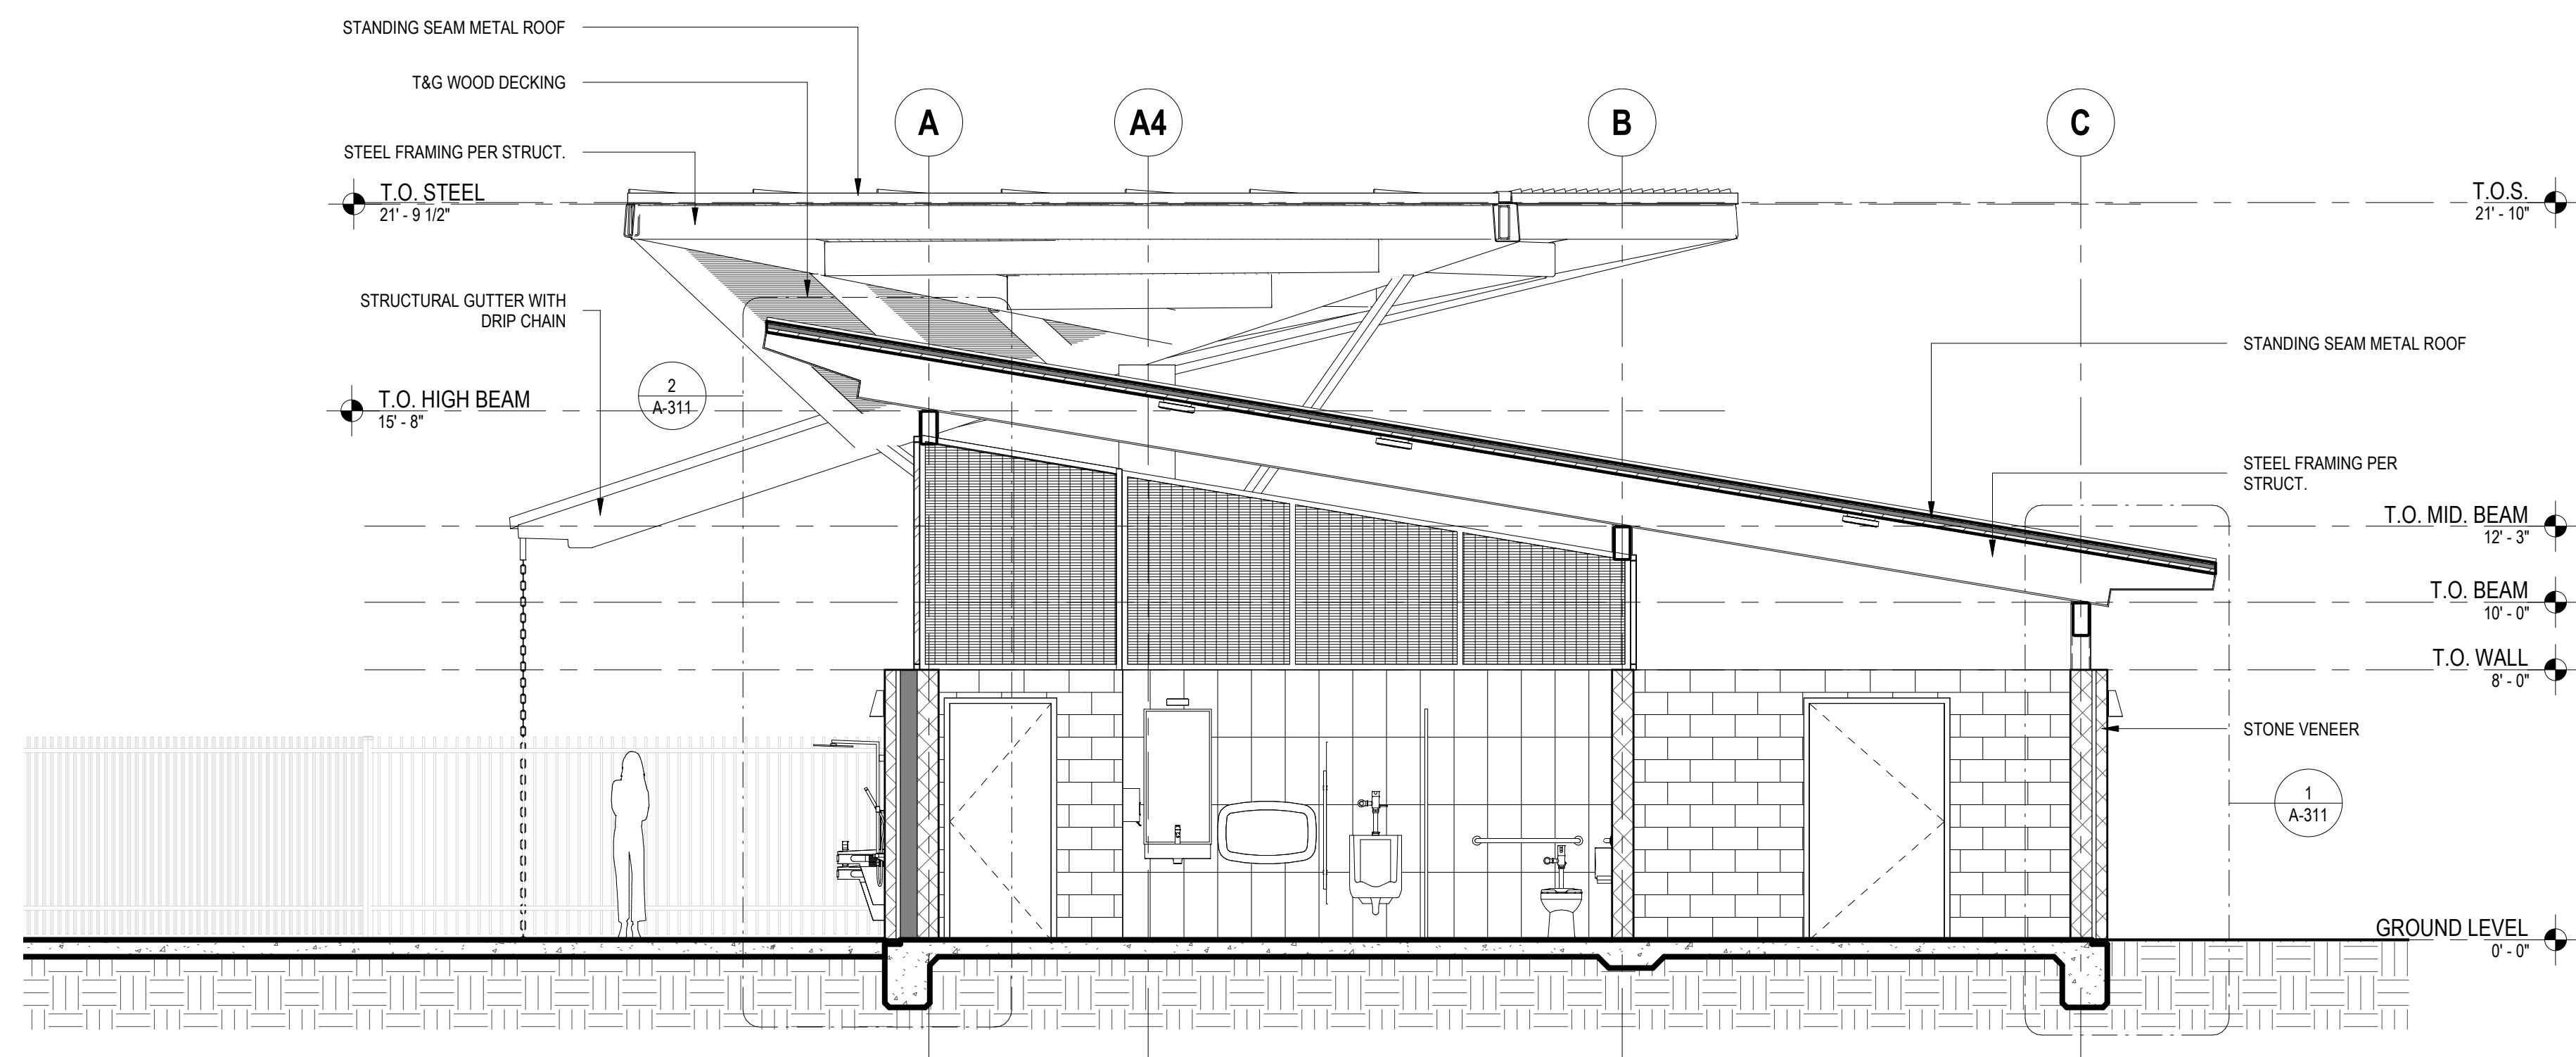 STANDING SEAM METAL ROOF
T&G WOOD DECKING
STEEL FRAMING PER STRUCT.
A
A4
B
C
T.O. STEEL
21' - 9 1/2"
T.O.S.
21' - 10"
STRUCTURAL GUTTER WITH
DRIP CHAIN
STANDING SEAM METAL ROOF
2
A-311
T.O. HIGH BEAM
15' - 8"
STEEL FRAMING PER
STRUCT.
T.O. MID. BEAM
12' - 3"
T.O. BEAM
10' - 0"
T.O. WALL
8' - 0"
STONE VENEER
1
A-311
GROUND LEVEL
0' - 0"